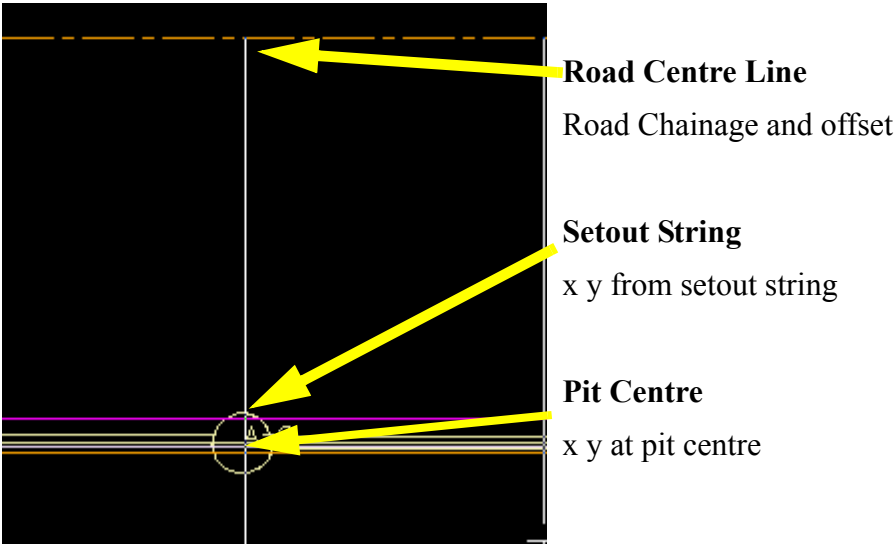 Road Centre Line
Road Chainage and offset
Setout String
x y from setout string
Pit Centre
x y at pit centre